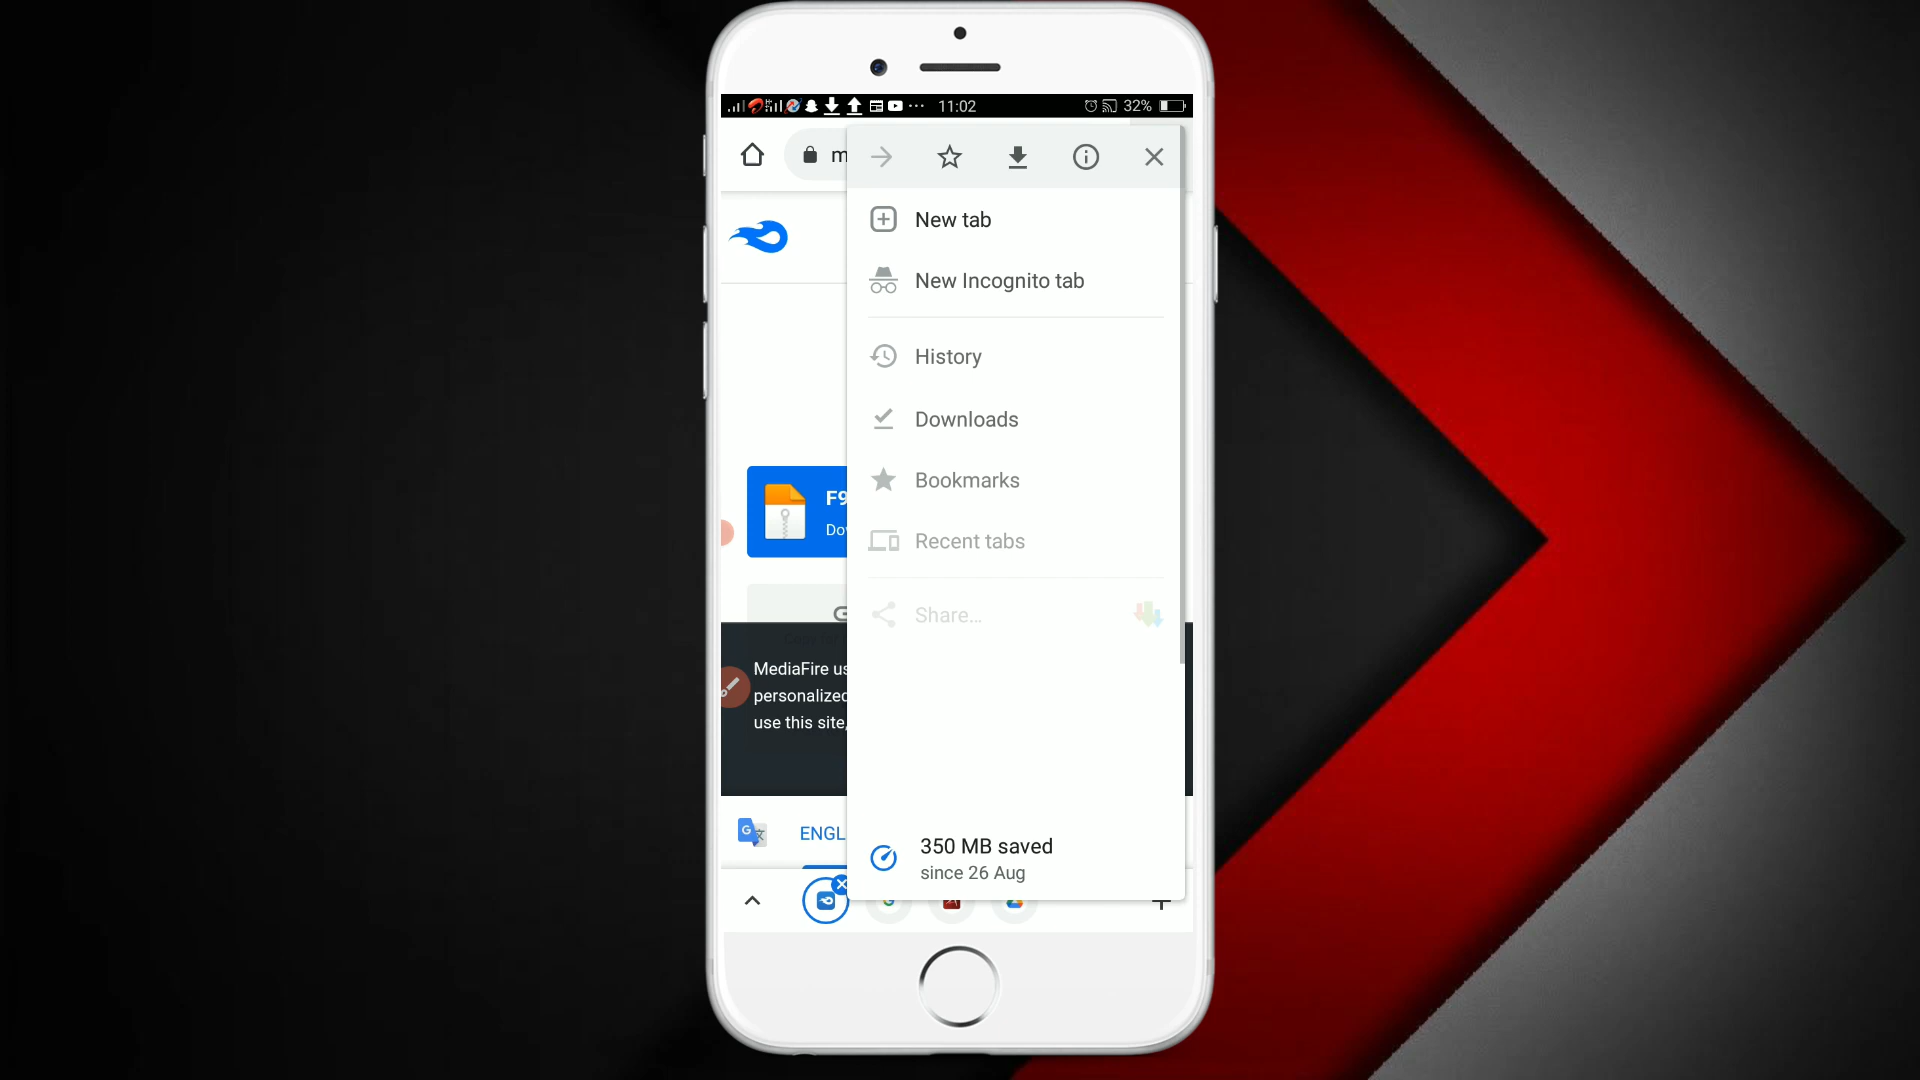 11:02
32%
m
New tab
New Incognito tab
History
Downloads
Bookmarks
Recent tabs
Share...
F9
Dov
G
MediaFire us
personalized
use this site,
ENGL
350 MB saved
since 26 Aug